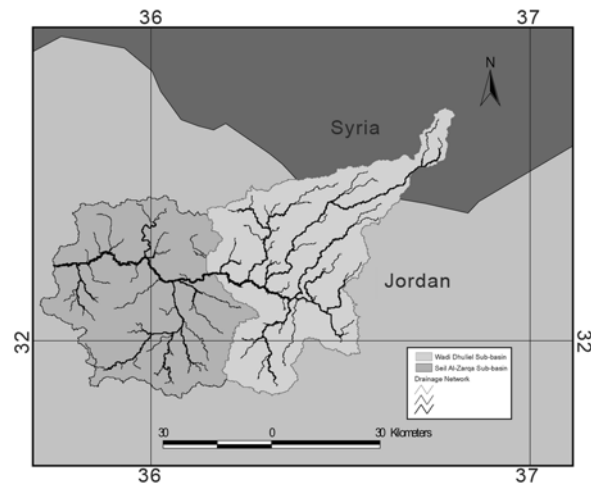 36 37
N
Syria
Jordan
32 32
Wadi Dhuliel Sub-basin
Seil Al-Zarqa Sub-basin
Drainage Network
30 0 30 Kilometers
36 37